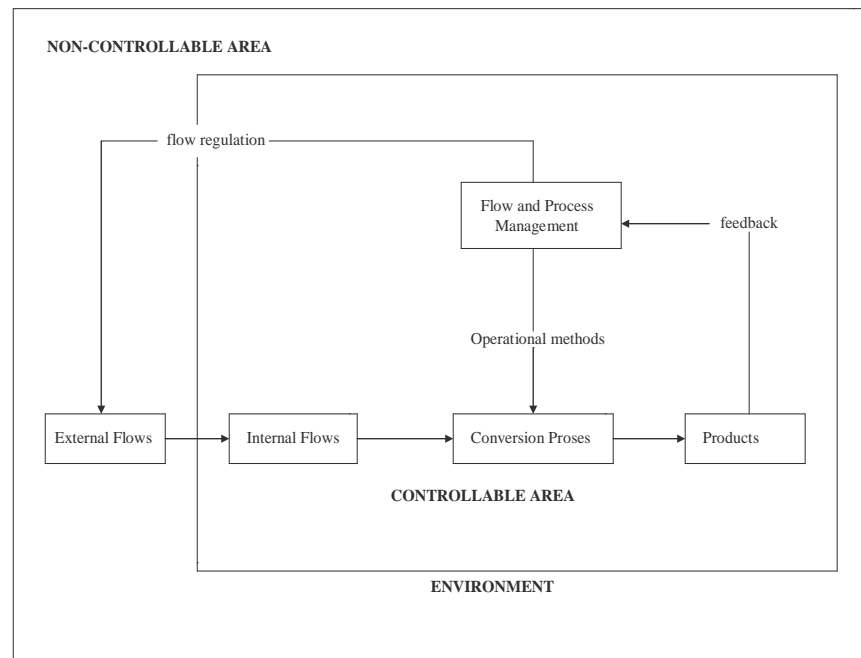 NON-CONTROLLABLE AREA
flow regulation
Flow and Process
Management
feedback
Operational methods
External Flows
Internal Flows
Conversion Proses
Products
CONTROLLABLE AREA
ENVIRONMENT